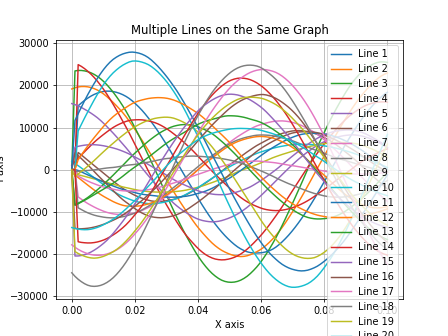 Multiple Lines on the Same Graph
30000
20000
10000
0
-10000
-20000
-30000
0.00
0.02
0.04
0.06
X axis
Line 1
Line 2
Line 3
Line 4
Line 5
Line 6
Line 7
Line 8
Line 9
Line 10
Line 11
Line 12
Line 13
Line 14
Line 15
Line 16
Line 17
Line 18
Line 19
Line 20